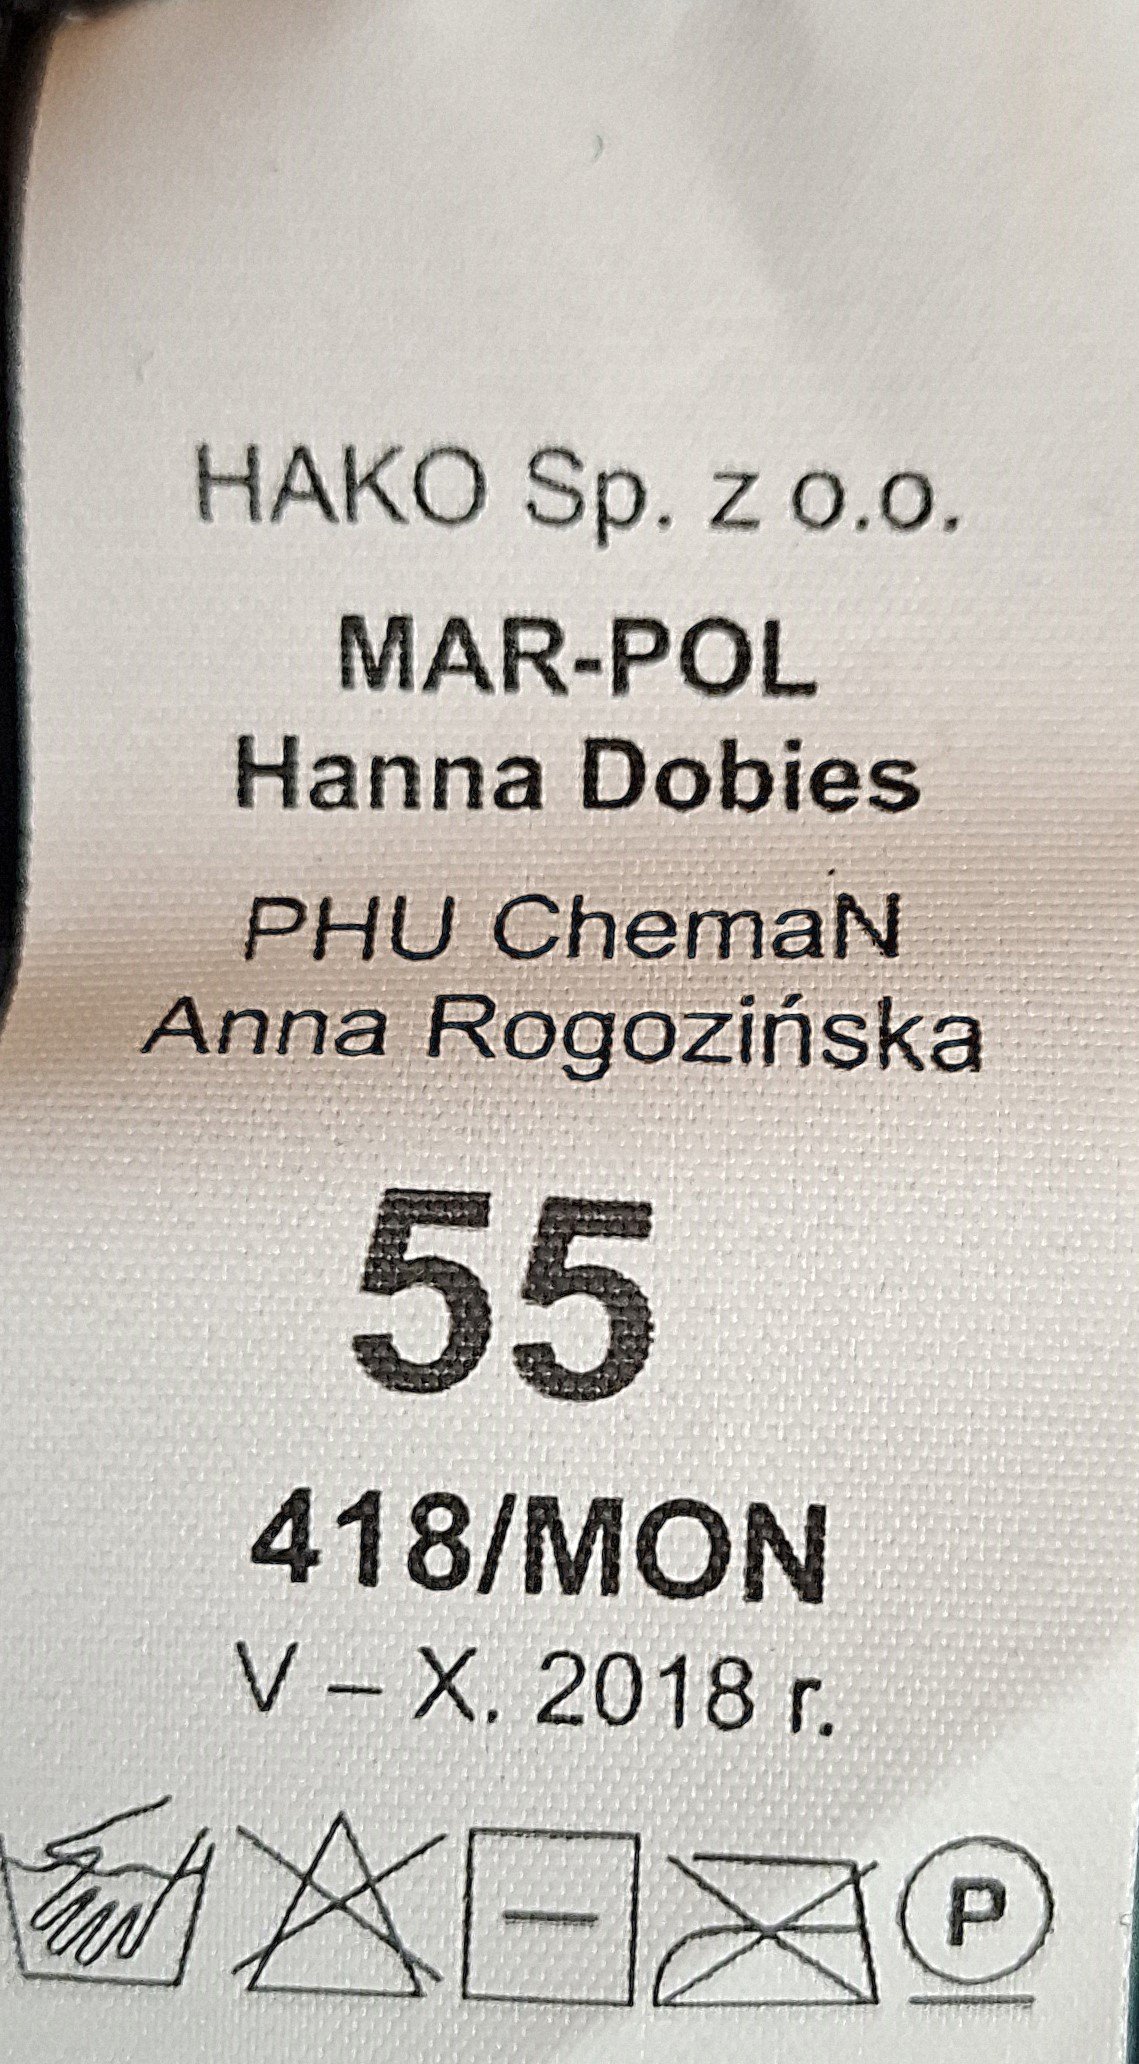 HAKO Sp. z o.o.
MAR-POL
Hanna Dobies
PHU ChemaN
Anna Rogozińska
55
418/MON
V – X. 2018 r.
P